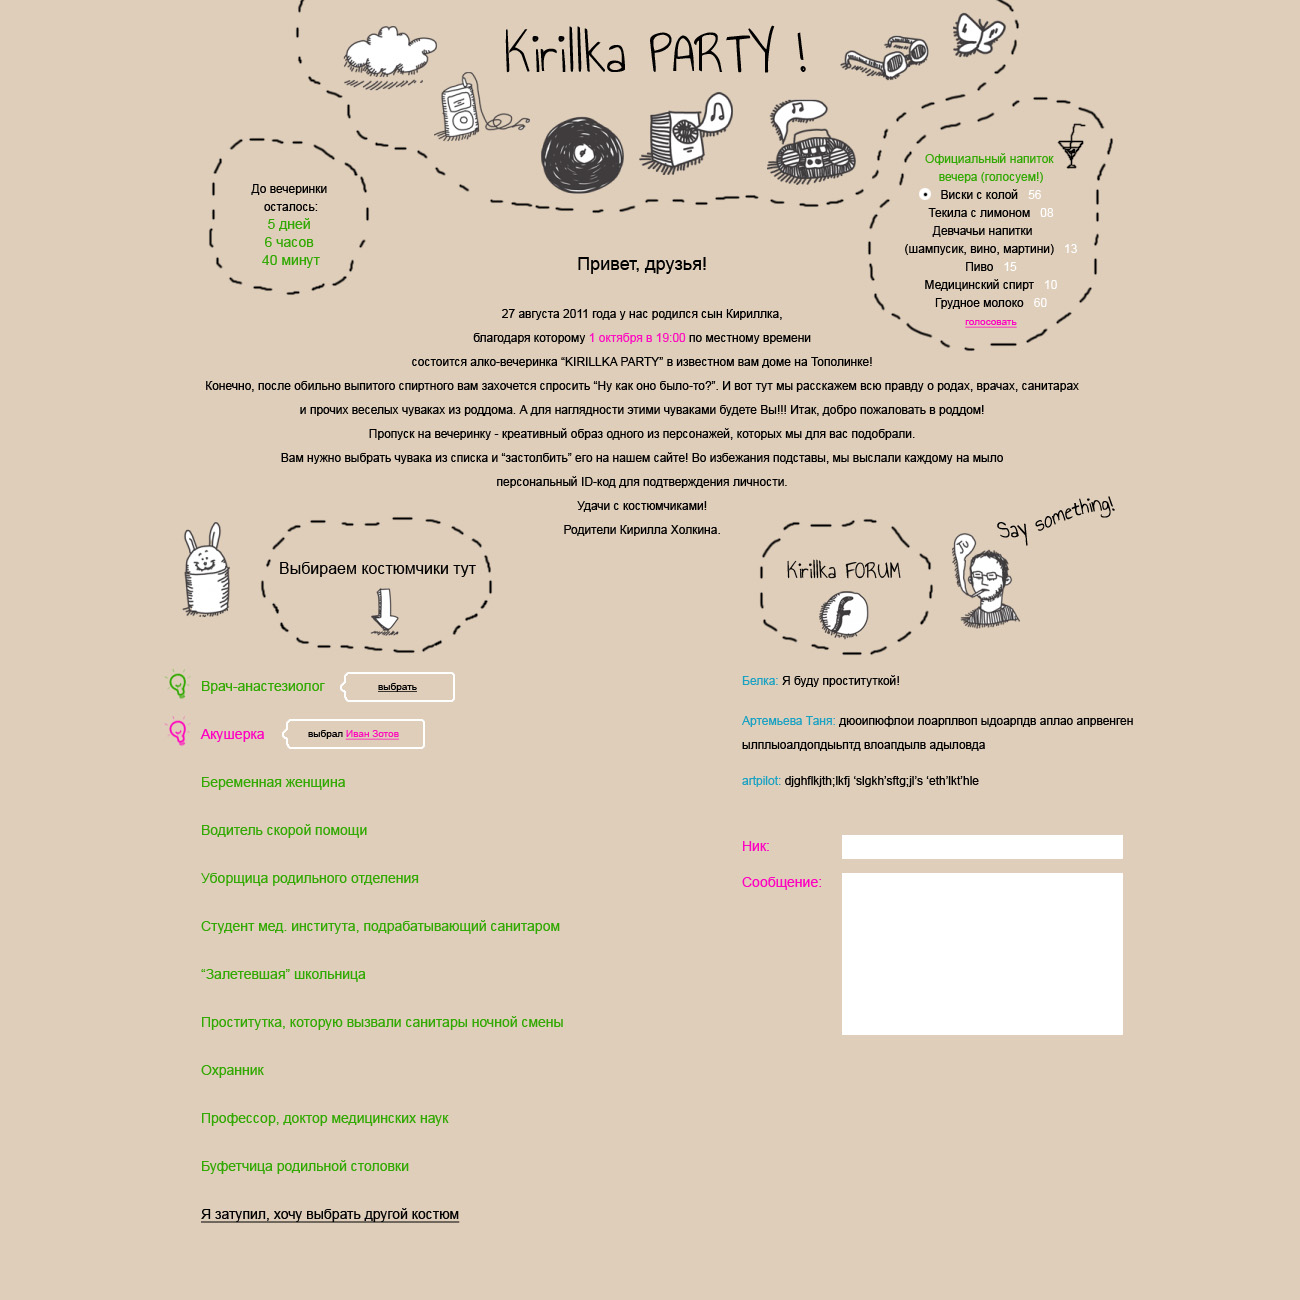 Kirillka PARTY !
До вечеринки
осталось:
5 дней
6 часов
40 минут
Официальный напиток
вечера (голосуем!)
Виски с колой 56
Текила с лимоном 08
Девчачьи напитки
(шампусик, вино, мартини) 13
Пиво 15
Медицинский спирт 10
Грудное молоко 60
голосовать
Привет, друзья!
27 августа 2011 года у нас родился сын Кириллка,
благодаря которому 1 октября в 19:00 по местному времени
состоится алко-вечеринка “KIRILLKA PARTY” в известном вам доме на Тополинке!
Конечно, после обильно выпитого спиртного вам захочется спросить “Ну как оно было-то?”. И вот тут мы расскажем всю правду о родах, врачах, санитарах
и прочих веселых чуваках из роддома. А для наглядности этими чуваками будете Вы!!! Итак, добро пожаловать в роддом!
Пропуск на вечеринку - креативный образ одного из персонажей, которых мы для вас подобрали.
Вам нужно выбрать чувака из списка и “застолбить” его на нашем сайте! Во избежания подставы, мы выслали каждому на мыло
персональный ID-код для подтверждения личности.
Удачи с костюмчиками!
Родители Кирилла Холкина.
Выбираем костюмчики тут
Kirillka FORUM
f
Ju
Say something!
Врач-анастезиолог выбрать
Акушерка выбрал Иван Зотов
Беременная женщина
Водитель скорой помощи
Уборщица родильного отделения
Студент мед. института, подрабатывающий санитаром
“Залетевшая” школьница
Проститутка, которую вызвали санитары ночной смены
Охранник
Профессор, доктор медицинских наук
Буфетчица родильной столовки
Я затупил, хочу выбрать другой костюм
Белка: Я буду проституткой!
Артемьева Таня: дюоипюфлои лоарплвоп ыдоарпдв аплао апрвенген
ылплыоалдопдыьптд влоапдылв адыловда
artpilot: djghflkjth;lkfj ‘slgkh’sftg;jl’s ‘eth’lkt’hle
Ник:
Сообщение: